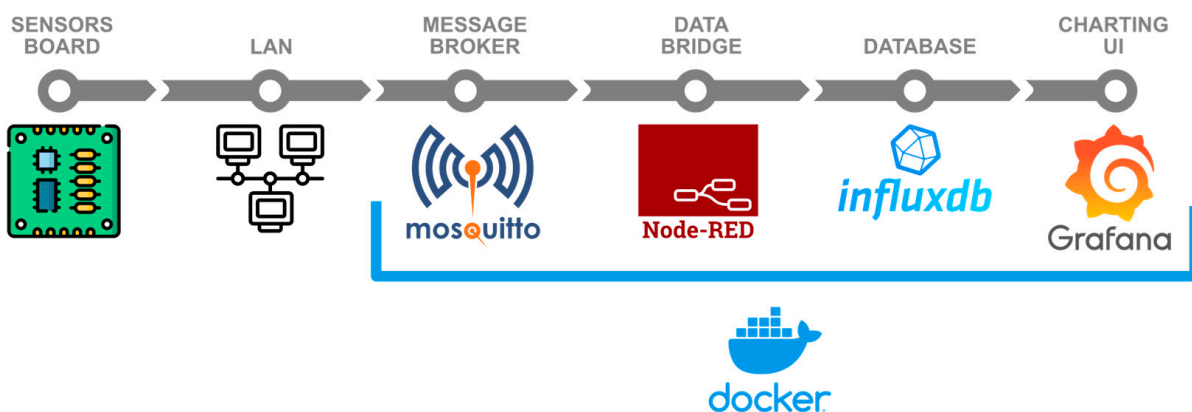 SENSORS
BOARD
LAN
MESSAGE
BROKER
DATA
BRIDGE
DATABASE
CHARTING
UI
mosquitto
Node-RED
influxdb
Grafana
docker